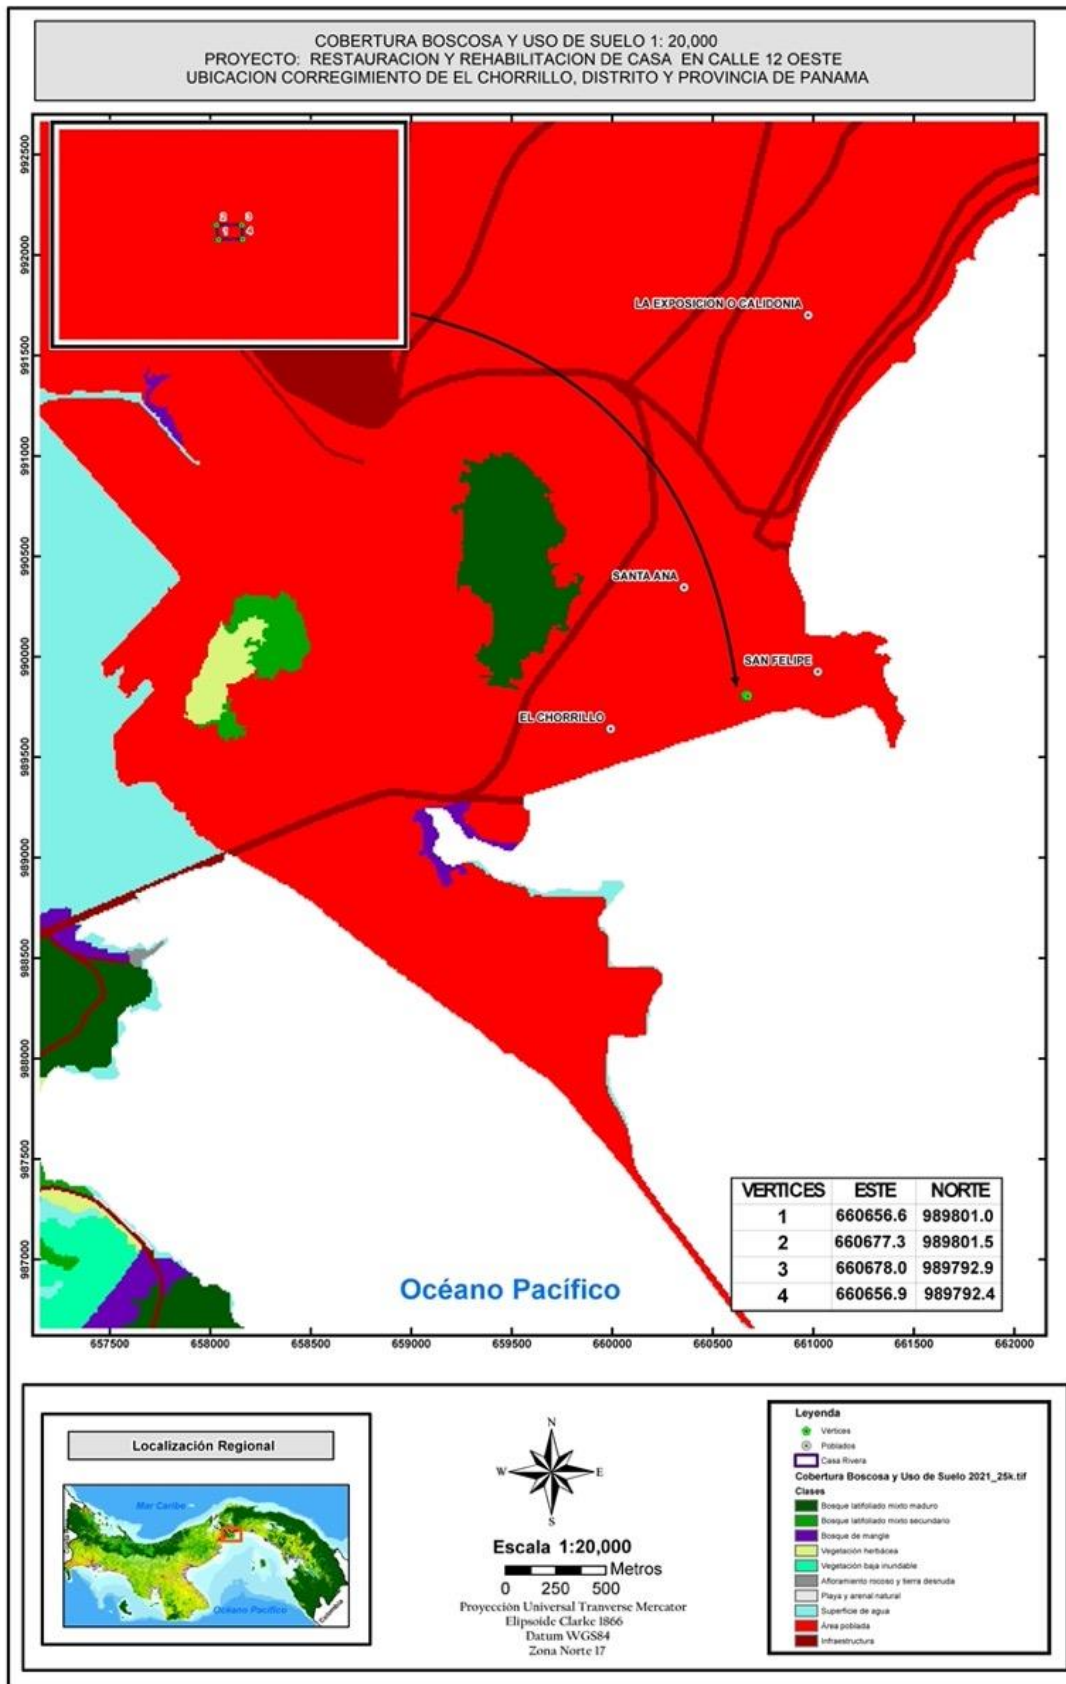 COBERTURA BOSCOSA Y USO DE SUELO 1: 20,000
PROYECTO: RESTAURACION Y REHABILITACION DE CASA EN CALLE 12 OESTE
UBICACION CORREGIMIENTO DE EL CHORRILLO, DISTRITO Y PROVINCIA DE PANAMA
992500
992000
991500
991000
990500
990000
989500
989000
988500
988000
987500
987000
2 3
1 4
LA EXPOSICION O CALIDONIA
SANTA ANA
SAN FELIPE
EL CHORRILLO
VERTICES ESTE NORTE
1 660656.6 989801.0
2 660677.3 989801.5
3 660678.0 989792.9
4 660656.9 989792.4
Océano Pacífico
657500 658000 658500 659000 659500 660000 660500 661000 661500 662000
Localización Regional
Mar Caribe
Océano Pacífico
Colombia
N
W E
S
Escala 1:20,000
Metros
0 250 500
Proyección Universal Tranverse Mercator
Elipsoide Clarke 1866
Datum WGS84
Zona Norte 17
Leyenda
Vertices
Poblados
Casa Rivera
Cobertura Boscosa y Uso de Suelo 2021_25k.tif
Clases
Bosque latifoliado mixto maduro
Bosque latifoliado mixto secundario
Bosque de mangle
Vegetación herbácea
Vegetación baja inundable
Afloramiento rocoso y tierra desnuda
Playa y arenal natural
Superficie de agua
Área poblada
Infraestructura